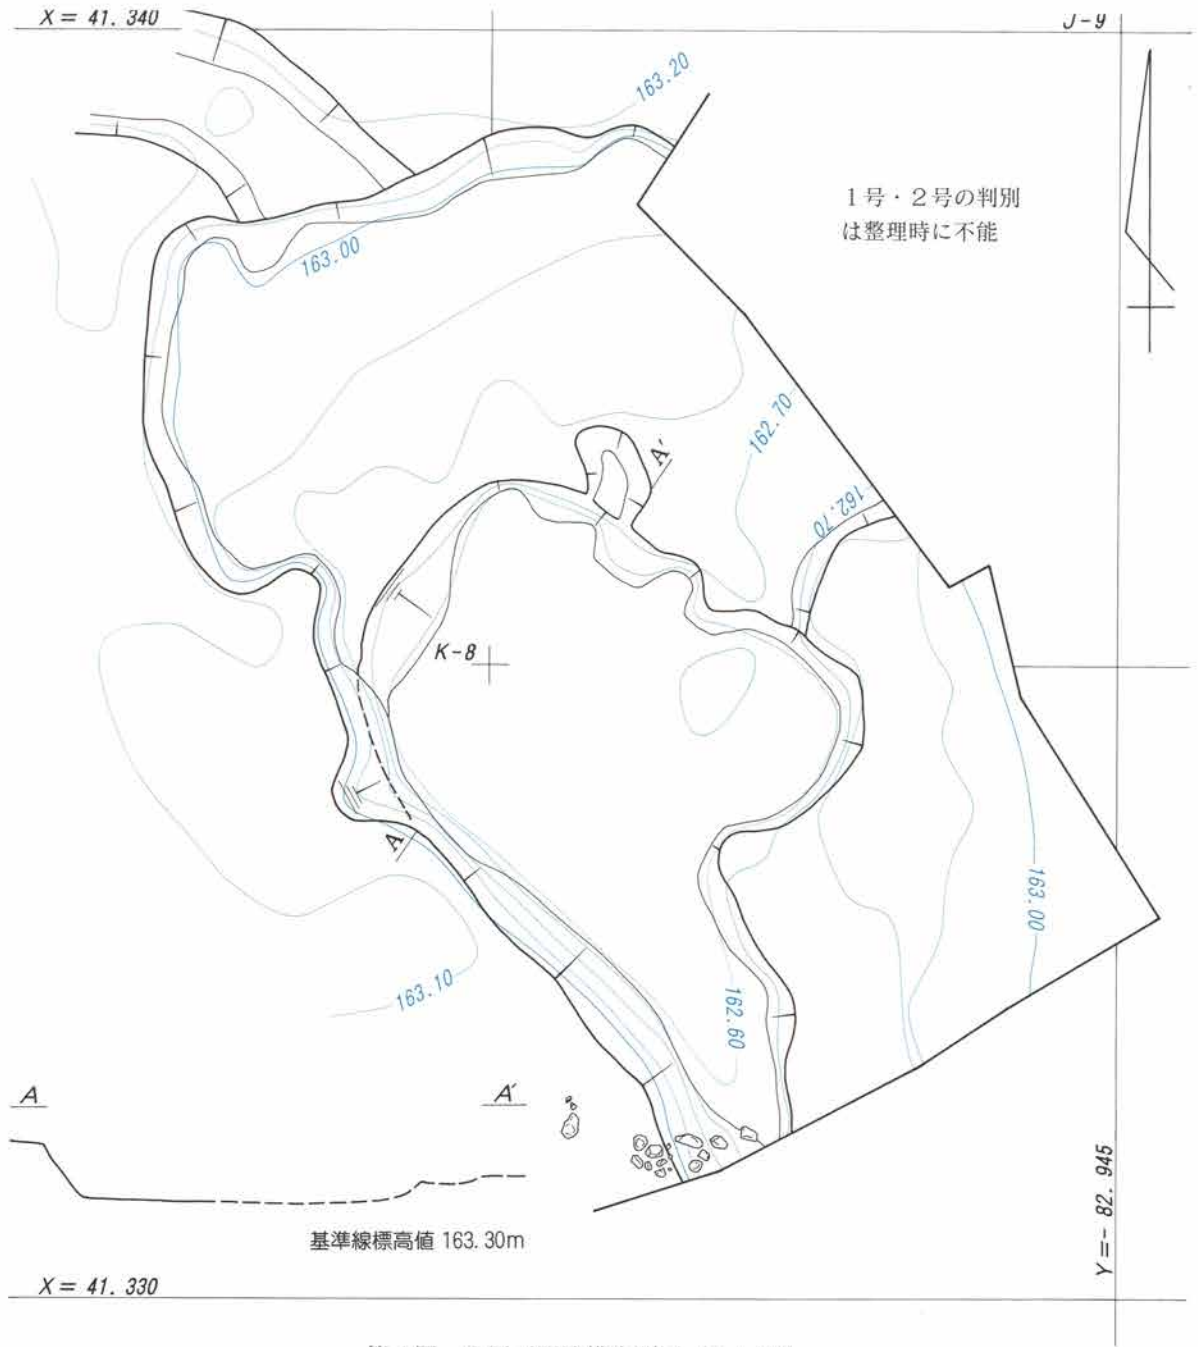 X = 41. 340
J-9
163.20
1号・2号の判別
は整理時に不能
163.00
162.70
A′
162.70
K-8
A
163.00
163.10
162.60
A
A′
Y = - 82. 945
基準線標高値 163. 30m
X = 41. 330